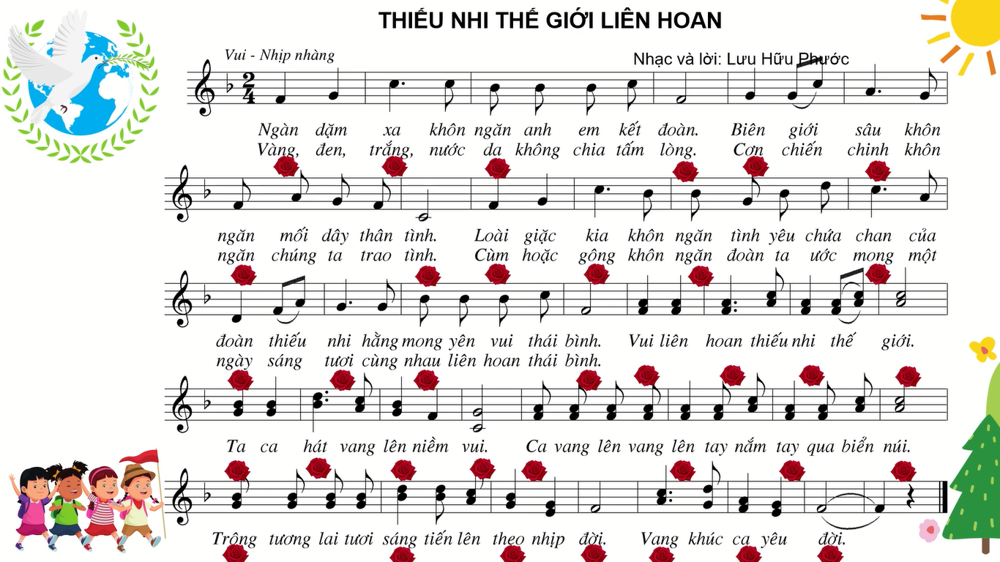 THIẾU NHI THẾ GIỚI LIÊN HOAN
Vui - Nhịp nhàng
Nhạc và lời: Lưu Hữu Phước
2
4
Ngàn dặm xa khôn ngăn anh em kết đoàn. Biên giới sâu khôn
Vàng, đen, trắng, nước da không chia tấm lòng. Cơn chiến chinh khôn
ngăn mối dây thân tình. Loài giặc kia khôn ngăn tình yêu chứa chan của
ngăn chúng ta trao tình. Cùm hoặc gông khôn ngăn đoàn ta ước mong một
đoàn thiếu nhi hằng mong yên vui thái bình. Vui liên hoan thiếu nhi thế giới.
ngày sáng tươi cùng nhau liên hoan thái bình.
Ta ca hát vang lên niềm vui. Ca vang lên vang lên tay nắm tay qua biển núi.
Trông tương lai tươi sáng tiến lên theo nhịp đời. Vang khúc ca yêu đời.